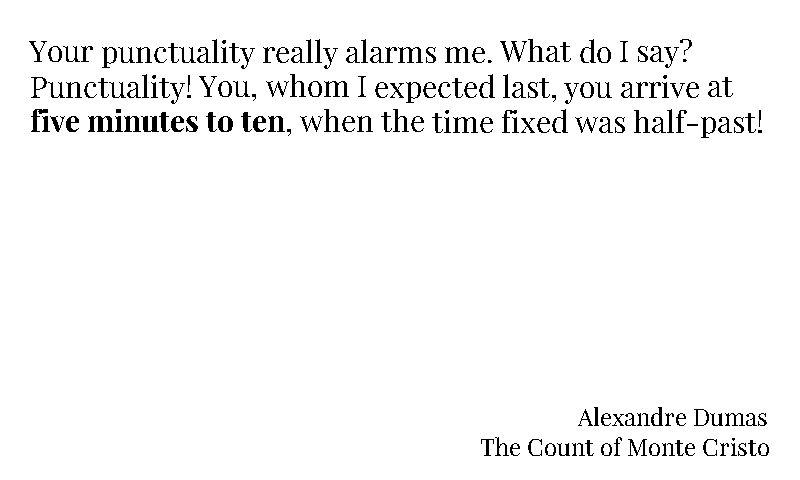 Your punctuality really alarms me. What do I say?
Punctuality! You, whom I expected last, you arrive at
five minutes to ten, when the time fixed was half-past!
Alexandre Dumas
The Count of Monte Cristo